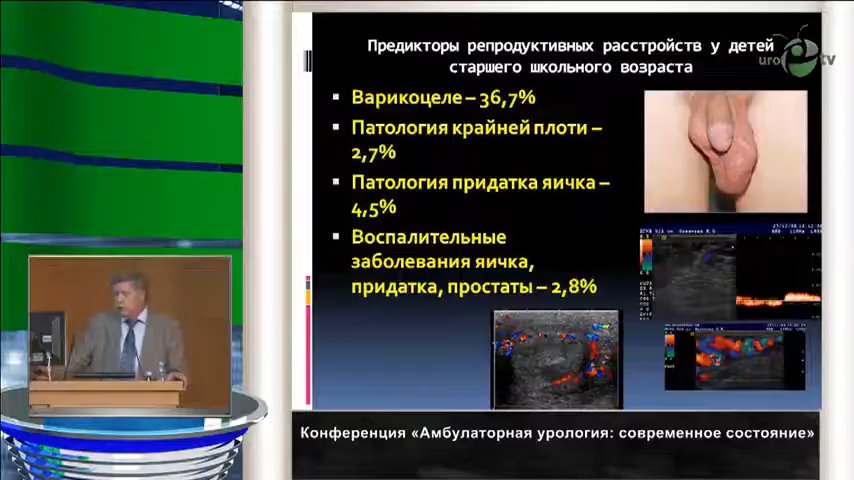 Предикторы репродуктивных расстройств у детей
старшего школьного возраста
uro tv
Варикоцеле – 36,7%
Патология крайней плоти –
2,7%
Патология придатка яичка –
4,5%
Воспалительные
заболевания яичка,
придатка, простаты – 2,8%
Конференция «Амбулаторная урология: современное состояние»